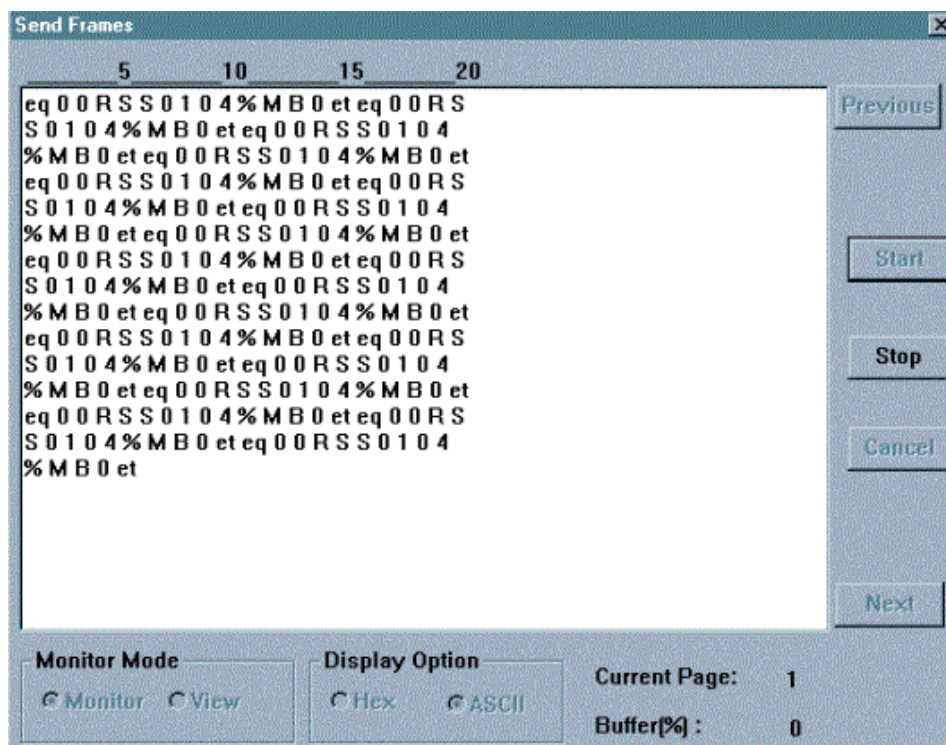 Send Frames
5 10 15 20
eq 0 0 R S S 0 1 0 4 % M B 0 et eq 0 0 R S
S 0 1 0 4 % M B 0 et eq 0 0 R S S 0 1 0 4
% M B 0 et eq 0 0 R S S 0 1 0 4 % M B 0 et
eq 0 0 R S S 0 1 0 4 % M B 0 et eq 0 0 R S
S 0 1 0 4 % M B 0 et eq 0 0 R S S 0 1 0 4
% M B 0 et eq 0 0 R S S 0 1 0 4 % M B 0 et
eq 0 0 R S S 0 1 0 4 % M B 0 et eq 0 0 R S
S 0 1 0 4 % M B 0 et eq 0 0 R S S 0 1 0 4
% M B 0 et eq 0 0 R S S 0 1 0 4 % M B 0 et
eq 0 0 R S S 0 1 0 4 % M B 0 et eq 0 0 R S
S 0 1 0 4 % M B 0 et eq 0 0 R S S 0 1 0 4
% M B 0 et eq 0 0 R S S 0 1 0 4 % M B 0 et
eq 0 0 R S S 0 1 0 4 % M B 0 et eq 0 0 R S
S 0 1 0 4 % M B 0 et eq 0 0 R S S 0 1 0 4
% M B 0 et
Previous
Start
Stop
Cancel
Next
Monitor Mode
Monitor View
Display Option
Hex ASCII
Current Page: 1
Buffer(%) : 0